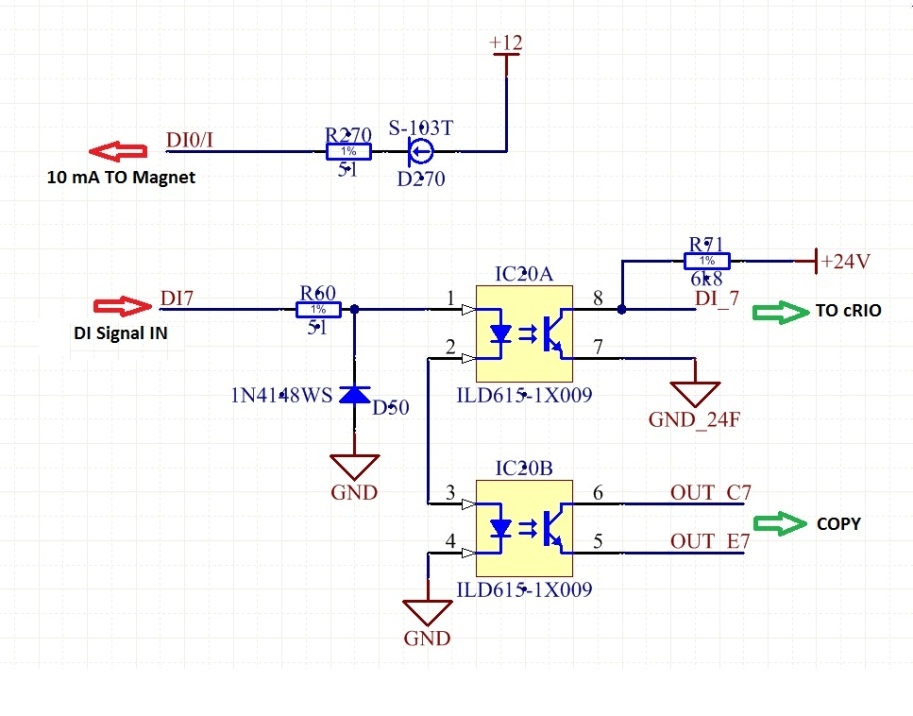 +12
DI0/I
R270
1%
51
S-103T
D270
10 mA TO Magnet
R71
1%
6k8
+24V
IC20A
DI7
R60
1%
51
1
8
DI_7
TO cRIO
DI Signal IN
2
7
1N4148WS
D50
ILD615-1X009
GND_24F
GND
IC20B
3
6
OUT_C7
COPY
4
5
OUT_E7
ILD615-1X009
GND